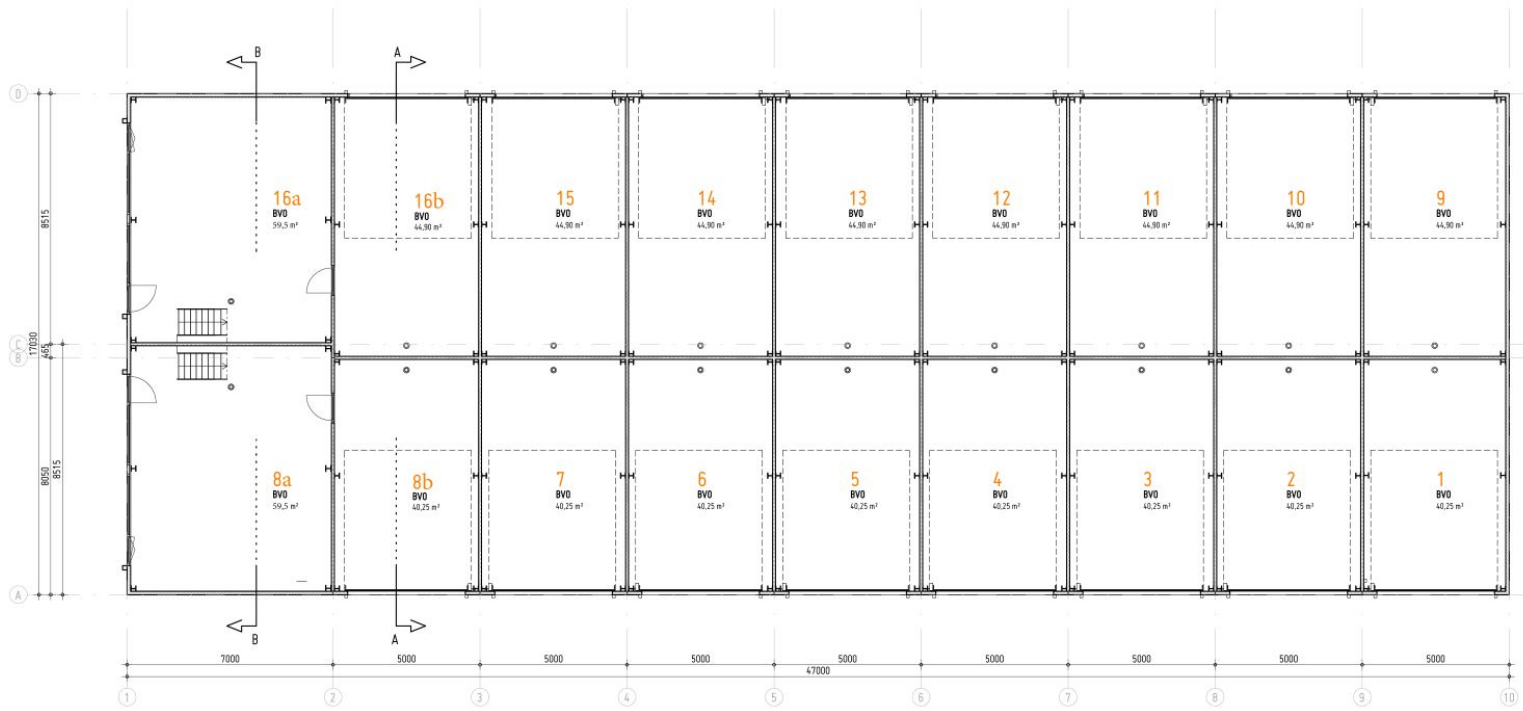 B
A
D
16a
BVO
59,5 m²
16b
BVO
44,90 m²
15
BVO
44,90 m²
14
BVO
44,90 m²
13
BVO
44,90 m²
12
BVO
44,90 m²
11
BVO
44,90 m²
10
BVO
44,90 m²
9
BVO
44,90 m²
8515
17030
C
465
B
8050
8515
8a
BVO
59,5 m²
8b
BVO
40,25 m²
7
BVO
40,25 m²
6
BVO
40,25 m²
5
BVO
40,25 m²
4
BVO
40,25 m²
3
BVO
40,25 m²
2
BVO
40,25 m²
1
BVO
40,25 m²
A
B
A
7000 5000 5000 5000 5000 5000 5000 5000 5000
47000
1 2 3 4 5 6 7 8 9 10